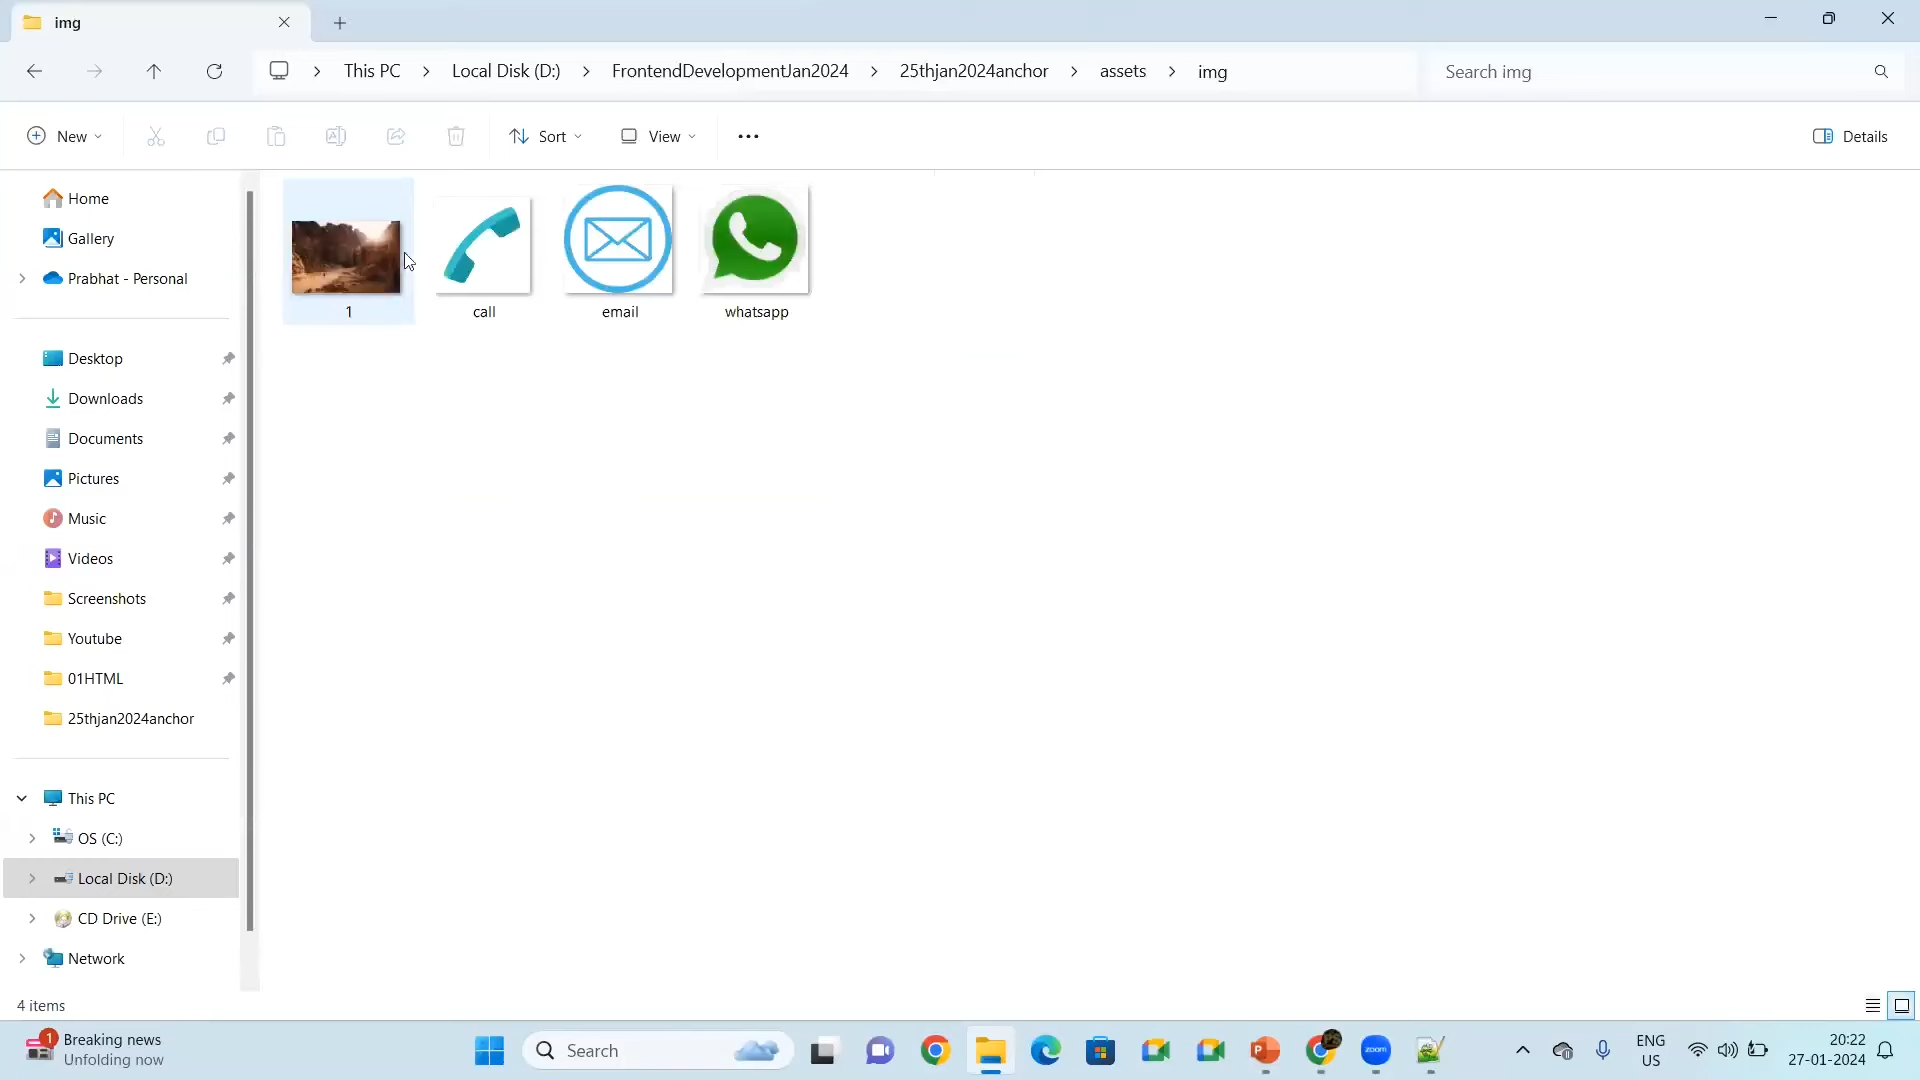 img
This PC
Local Disk (D:)
FrontendDevelopmentJan2024
25thjan2024anchor
assets
img
Search img
New
Sort
View
Details
Home
Gallery
Prabhat - Personal
Desktop
Downloads
Documents
Pictures
Music
Videos
Screenshots
Youtube
01HTML
25thjan2024anchor
This PC
OS (C:)
Local Disk (D:)
CD Drive (E:)
Network
1
call
email
whatsapp
4 items
1
Breaking news
Unfolding now
Search
P
zoom
ENG
US
20:22
27-01-2024